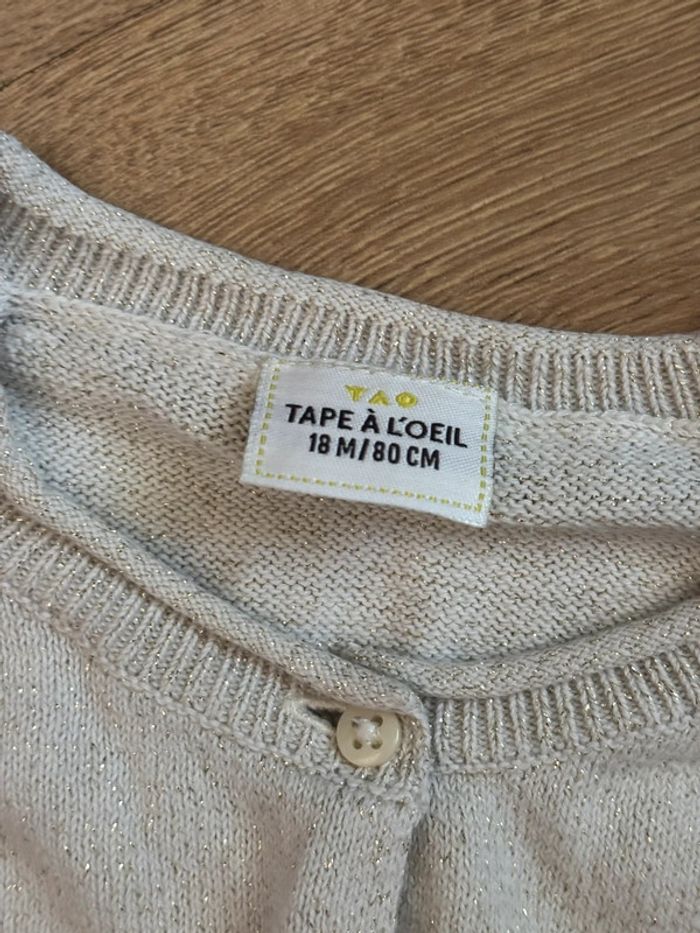 TAO
TAPE À L'OEIL
18 M/80 CM